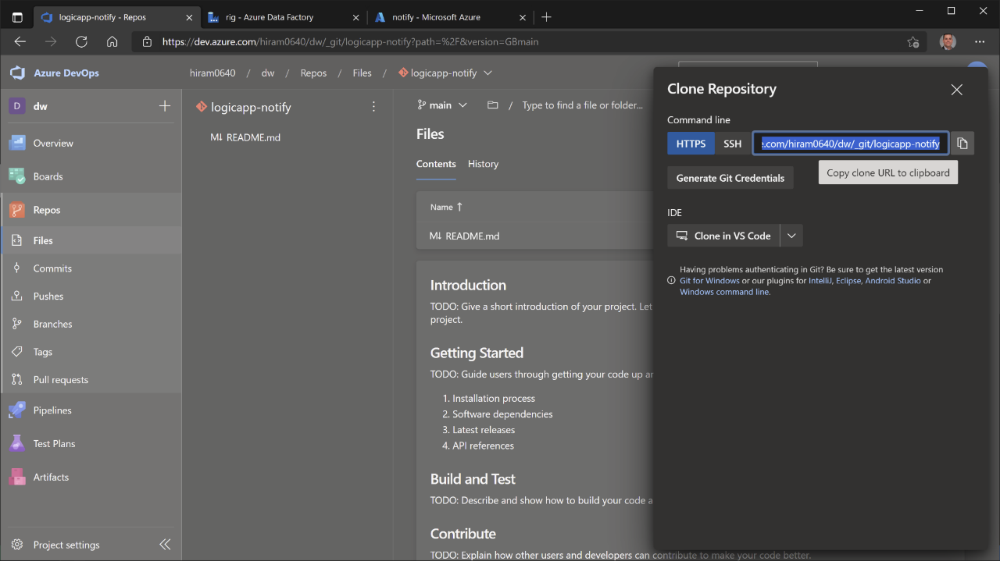 logicapp-notify - Repos
rig - Azure Data Factory
notify - Microsoft Azure
https://dev.azure.com/hiram0640/dw/_git/logicapp-notify?path=%2F&version=GBmain
Azure DevOps
hiram0640 / dw / Repos / Files / logicapp-notify
D dw
Overview
Boards
Repos
Files
Commits
Pushes
Branches
Tags
Pull requests
Pipelines
Test Plans
Artifacts
Project settings
logicapp-notify
M↓ README.md
main / Type to find a file or folder...
Files
Contents History
Name ↑
M↓ README.md
Introduction
TODO: Give a short introduction of your project. Let
project.
Getting Started
TODO: Guide users through getting your code up an
1. Installation process
2. Software dependencies
3. Latest releases
4. API references
Build and Test
TODO: Describe and show how to build your code a
Contribute
TODO: Explain how other users and developers can contribute to make your code better.
Clone Repository
Command line
HTTPS SSH e.com/hiram0640/dw/_git/logicapp-notify
Copy clone URL to clipboard
Generate Git Credentials
IDE
Clone in VS Code
Having problems authenticating in Git? Be sure to get the latest version
Git for Windows or our plugins for IntelliJ, Eclipse, Android Studio or
Windows command line.